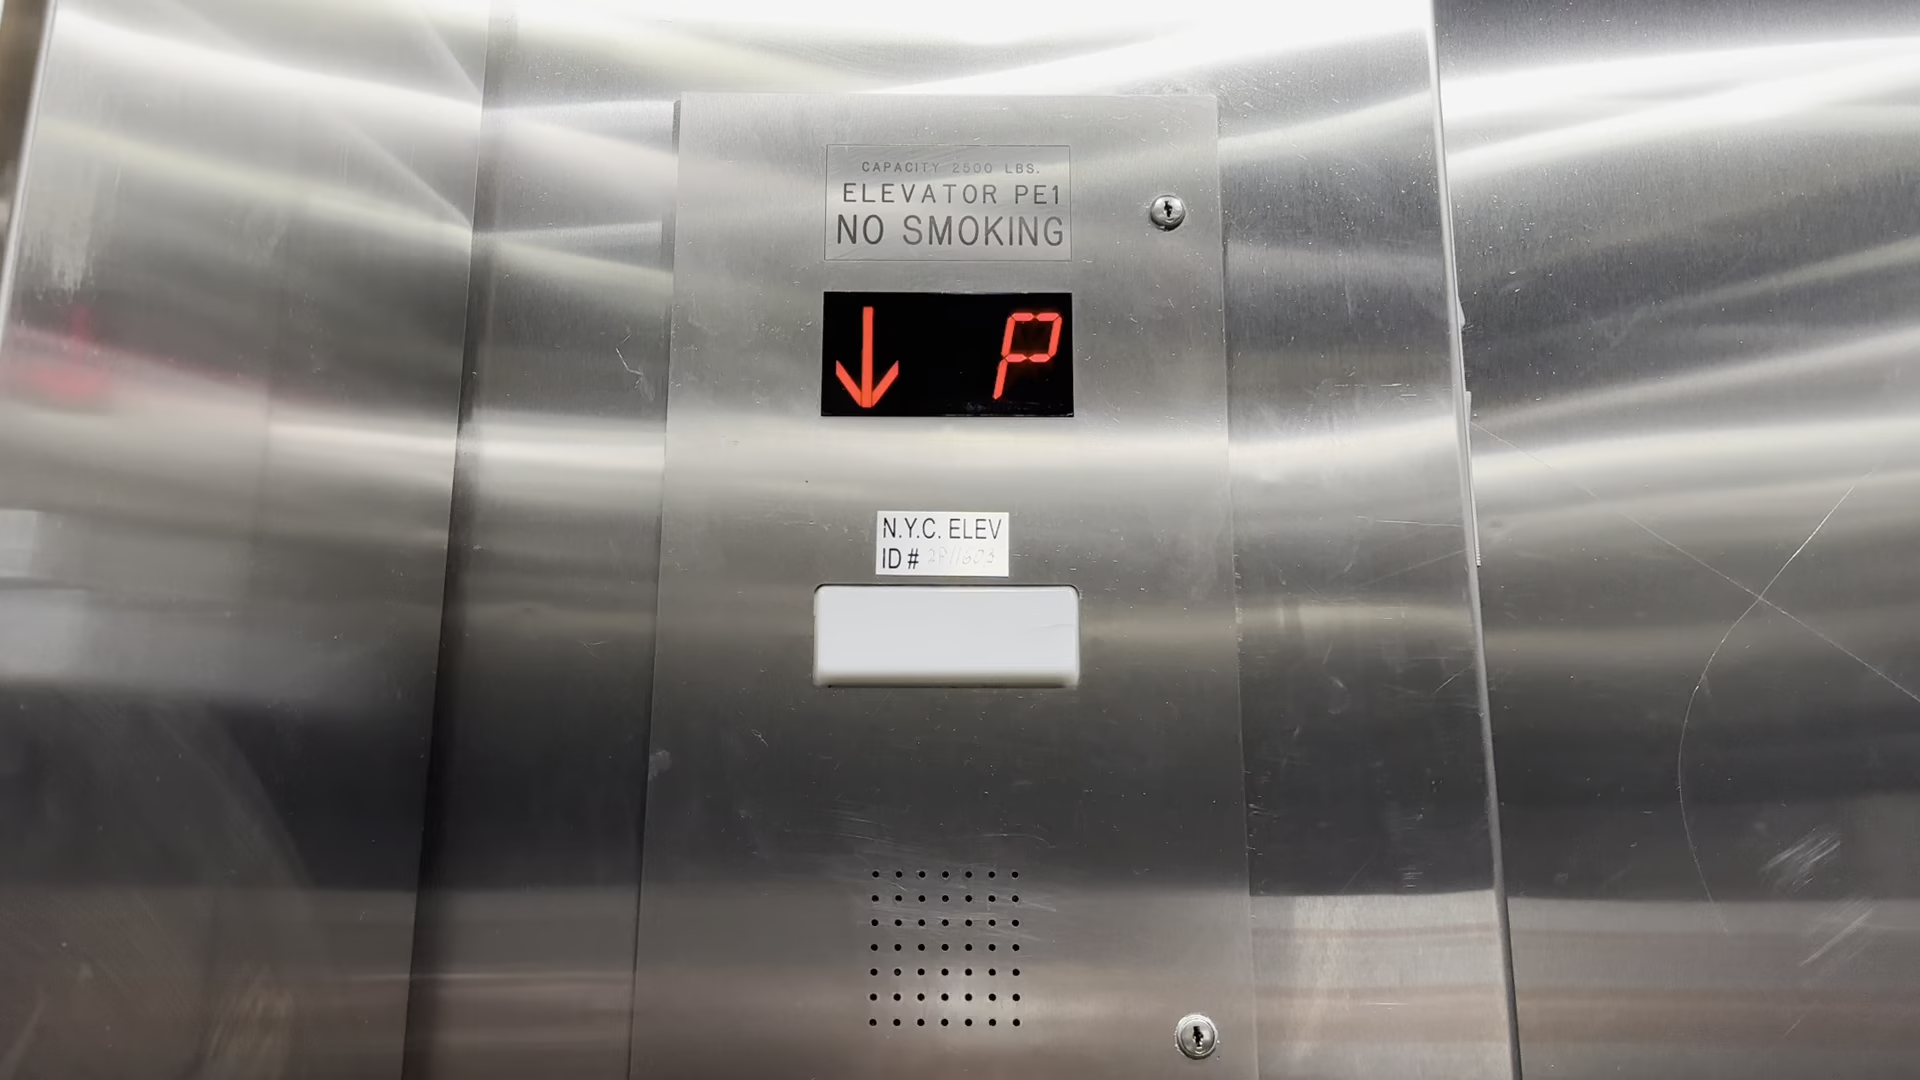 CAPACITY 2500 LBS.
ELEVATOR PE1
NO SMOKING
↓ P
N.Y.C. ELEV
ID #